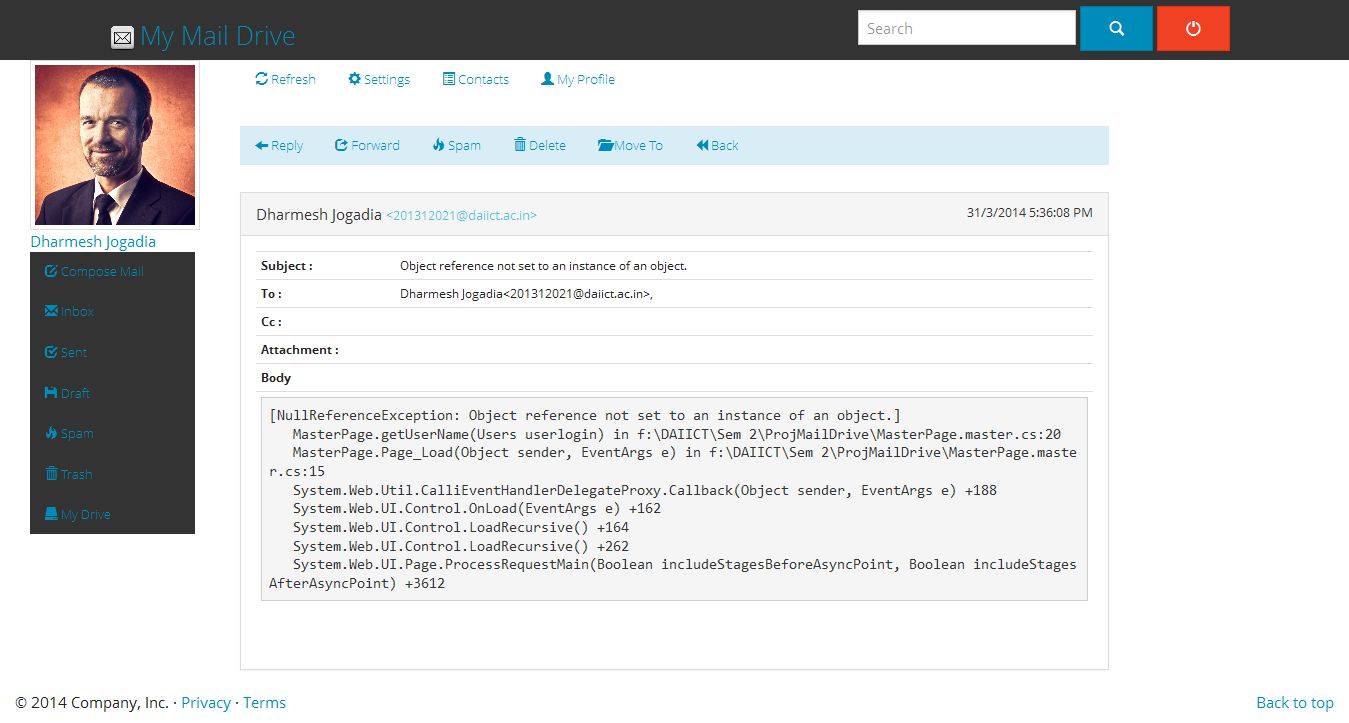 My Mail Drive
Search
Refresh Settings Contacts My Profile
Reply Forward Spam Delete Move To Back
Dharmesh Jogadia
Compose Mail
Inbox
Sent
Draft
Spam
Trash
My Drive
Dharmesh Jogadia <201312021@daiict.ac.in> 31/3/2014 5:36:08 PM
Subject : Object reference not set to an instance of an object.
To : Dharmesh Jogadia<201312021@daiict.ac.in>,
Cc :
Attachment :
Body
[NullReferenceException: Object reference not set to an instance of an object.]
MasterPage.getUserName(Users userlogin) in f:\DAIICT\Sem 2\ProjMailDrive\MasterPage.master.cs:20
MasterPage.Page_Load(Object sender, EventArgs e) in f:\DAIICT\Sem 2\ProjMailDrive\MasterPage.maste
r.cs:15
System.Web.Util.CalliEventHandlerDelegateProxy.Callback(Object sender, EventArgs e) +188
System.Web.UI.Control.OnLoad(EventArgs e) +162
System.Web.UI.Control.LoadRecursive() +164
System.Web.UI.Control.LoadRecursive() +262
System.Web.UI.Page.ProcessRequestMain(Boolean includeStagesBeforeAsyncPoint, Boolean includeStages
AfterAsyncPoint) +3612
© 2014 Company, Inc. · Privacy · Terms Back to top